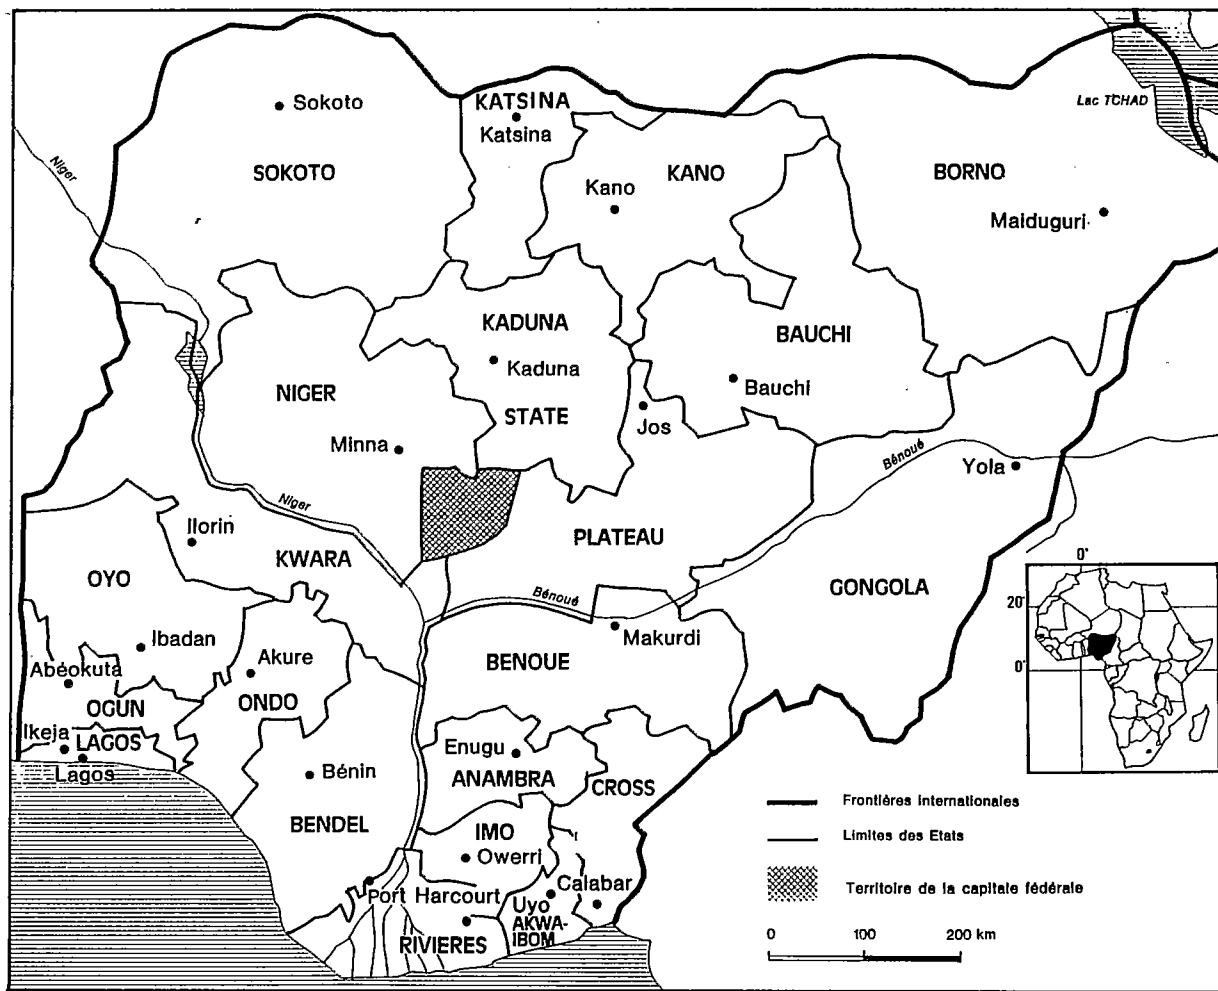 Lac TCHAD
KATSINA
Katsina
Sokoto
SOKOTO
Niger
KANO
Kano
BORNO
Maiduguri
KADUNA
Kaduna
STATE
BAUCHI
Bauchi
NIGER
Minna
Jos
Bénoué
Yola
Niger
Ilorin
KWARA
PLATEAU
OYO
Bénoué
GONGOLA
Ibadan
Makurdi
Akure
BENOUE
Abéokuta
ONDO
OGUN
Ikeja
LAGOS
Lagos
Enugu
ANAMBRA
CROSS
Bénin
BENDEL
IMO
Owerri
Port Harcourt
Calabar
Uyo
AKWA-
IBOM
RIVIERES
0°
20°
0°
Frontières internationales
Limites des Etats
Territoire de la capitale fédérale
0 100 200 km